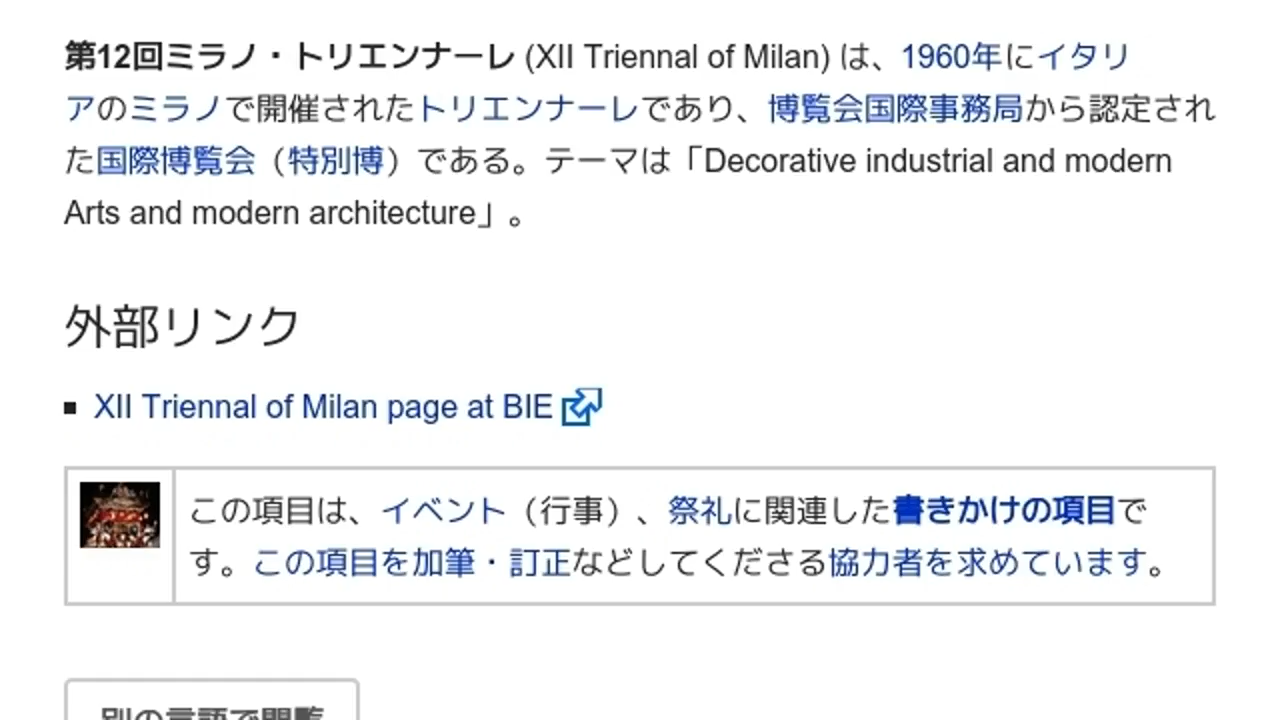 第12回ミラノ・トリエンナーレ (XII Triennal of Milan) は、1960年にイタリ
アのミラノで開催されたトリエンナーレであり、博覧会国際事務局から認定され
た国際博覧会（特別博）である。テーマは「Decorative industrial and modern
Arts and modern architecture」。
外部リンク
XII Triennal of Milan page at BIE
この項目は、イベント（行事）、祭礼に関連した書きかけの項目で
す。この項目を加筆・訂正などしてくださる協力者を求めています。
別の言語で閲覧